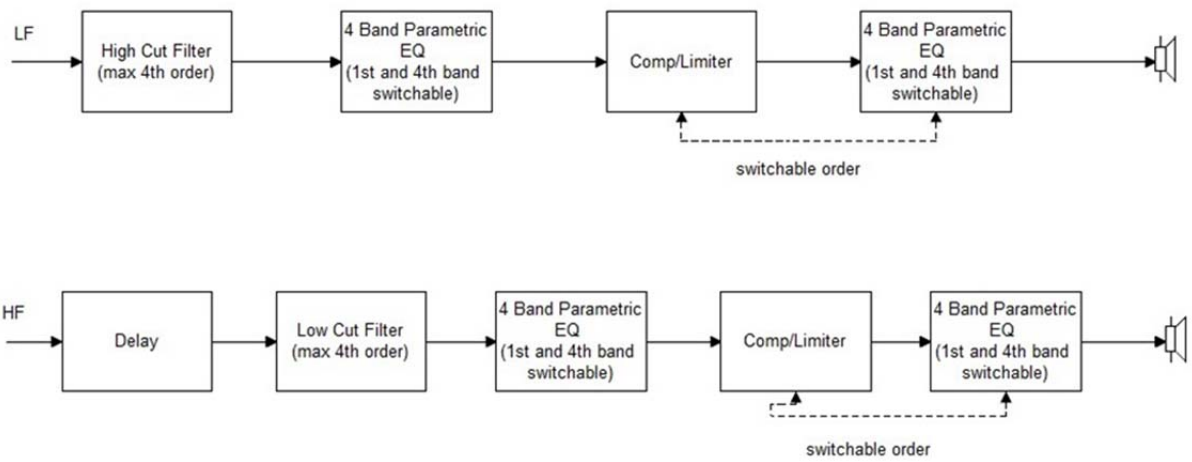 LF
High Cut Filter
(max 4th order)
4 Band Parametric
EQ
(1st and 4th band
switchable)
Comp/Limiter
4 Band Parametric
EQ
(1st and 4th band
switchable)
switchable order
HF
Delay
Low Cut Filter
(max 4th order)
4 Band Parametric
EQ
(1st and 4th band
switchable)
Comp/Limiter
4 Band Parametric
EQ
(1st and 4th band
switchable)
switchable order